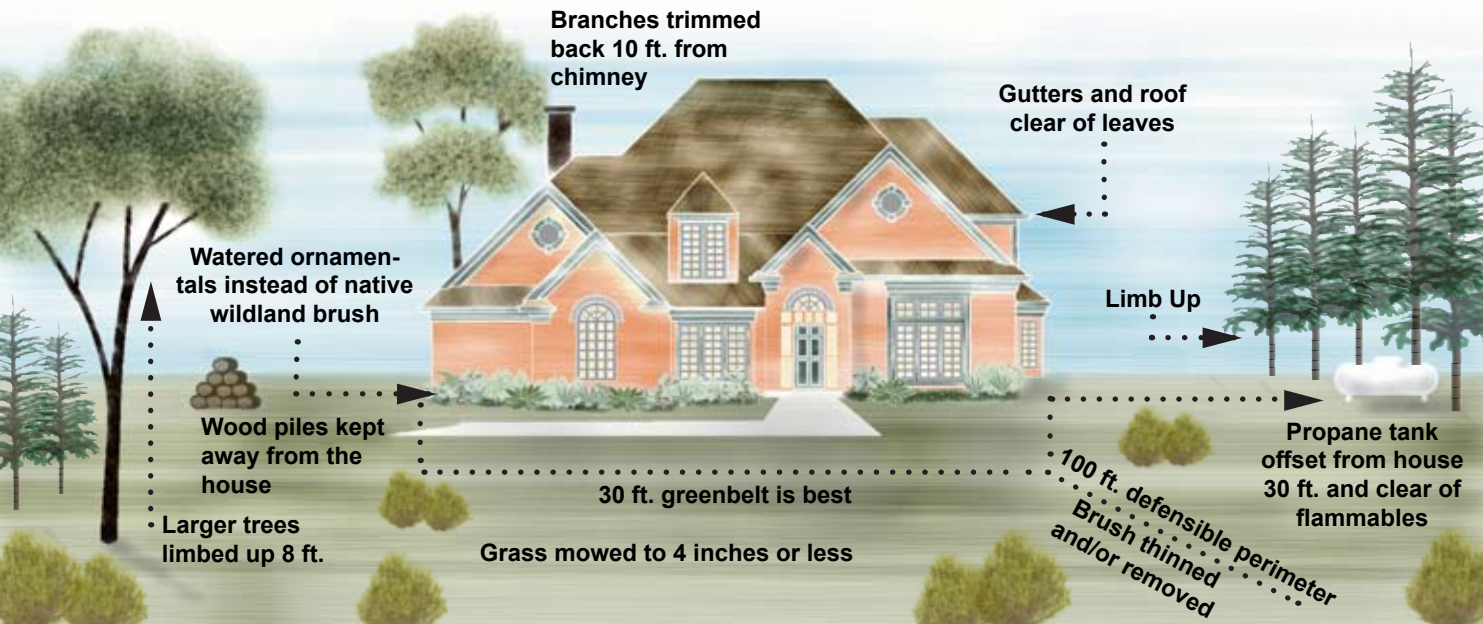 Branches trimmed
back 10 ft. from
chimney
Gutters and roof
clear of leaves
Watered ornamen-
tals instead of native
wildland brush
Limb Up
Wood piles kept
away from the
house
Larger trees
limbed up 8 ft.
30 ft. greenbelt is best
Grass mowed to 4 inches or less
100 ft. defensible perimeter
Brush thinned
and/or removed
Propane tank
offset from house
30 ft. and clear of
flammables